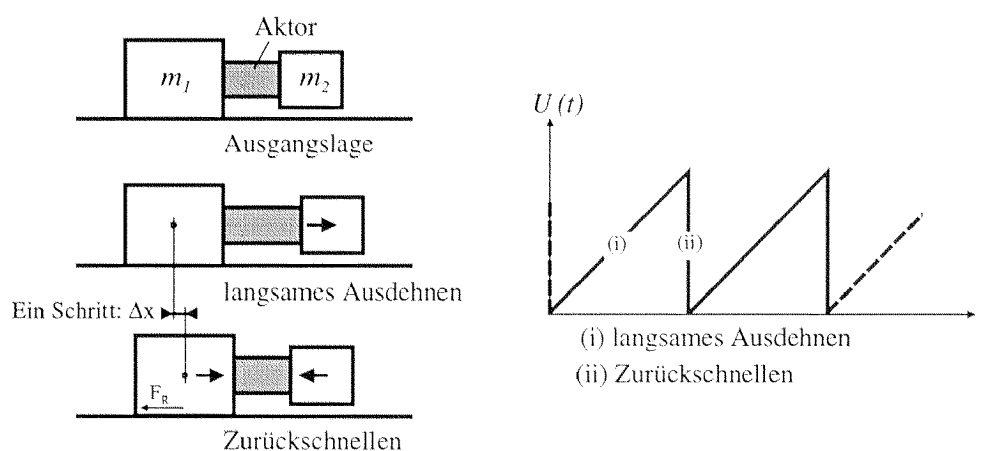 Aktor
m₁
m₂
Ausgangslage
langsames Ausdehnen
Ein Schritt: Δx
F_R
Zurückschnellen
U (t)
(i)
(ii)
(i) langsames Ausdehnen
(ii) Zurückschnellen